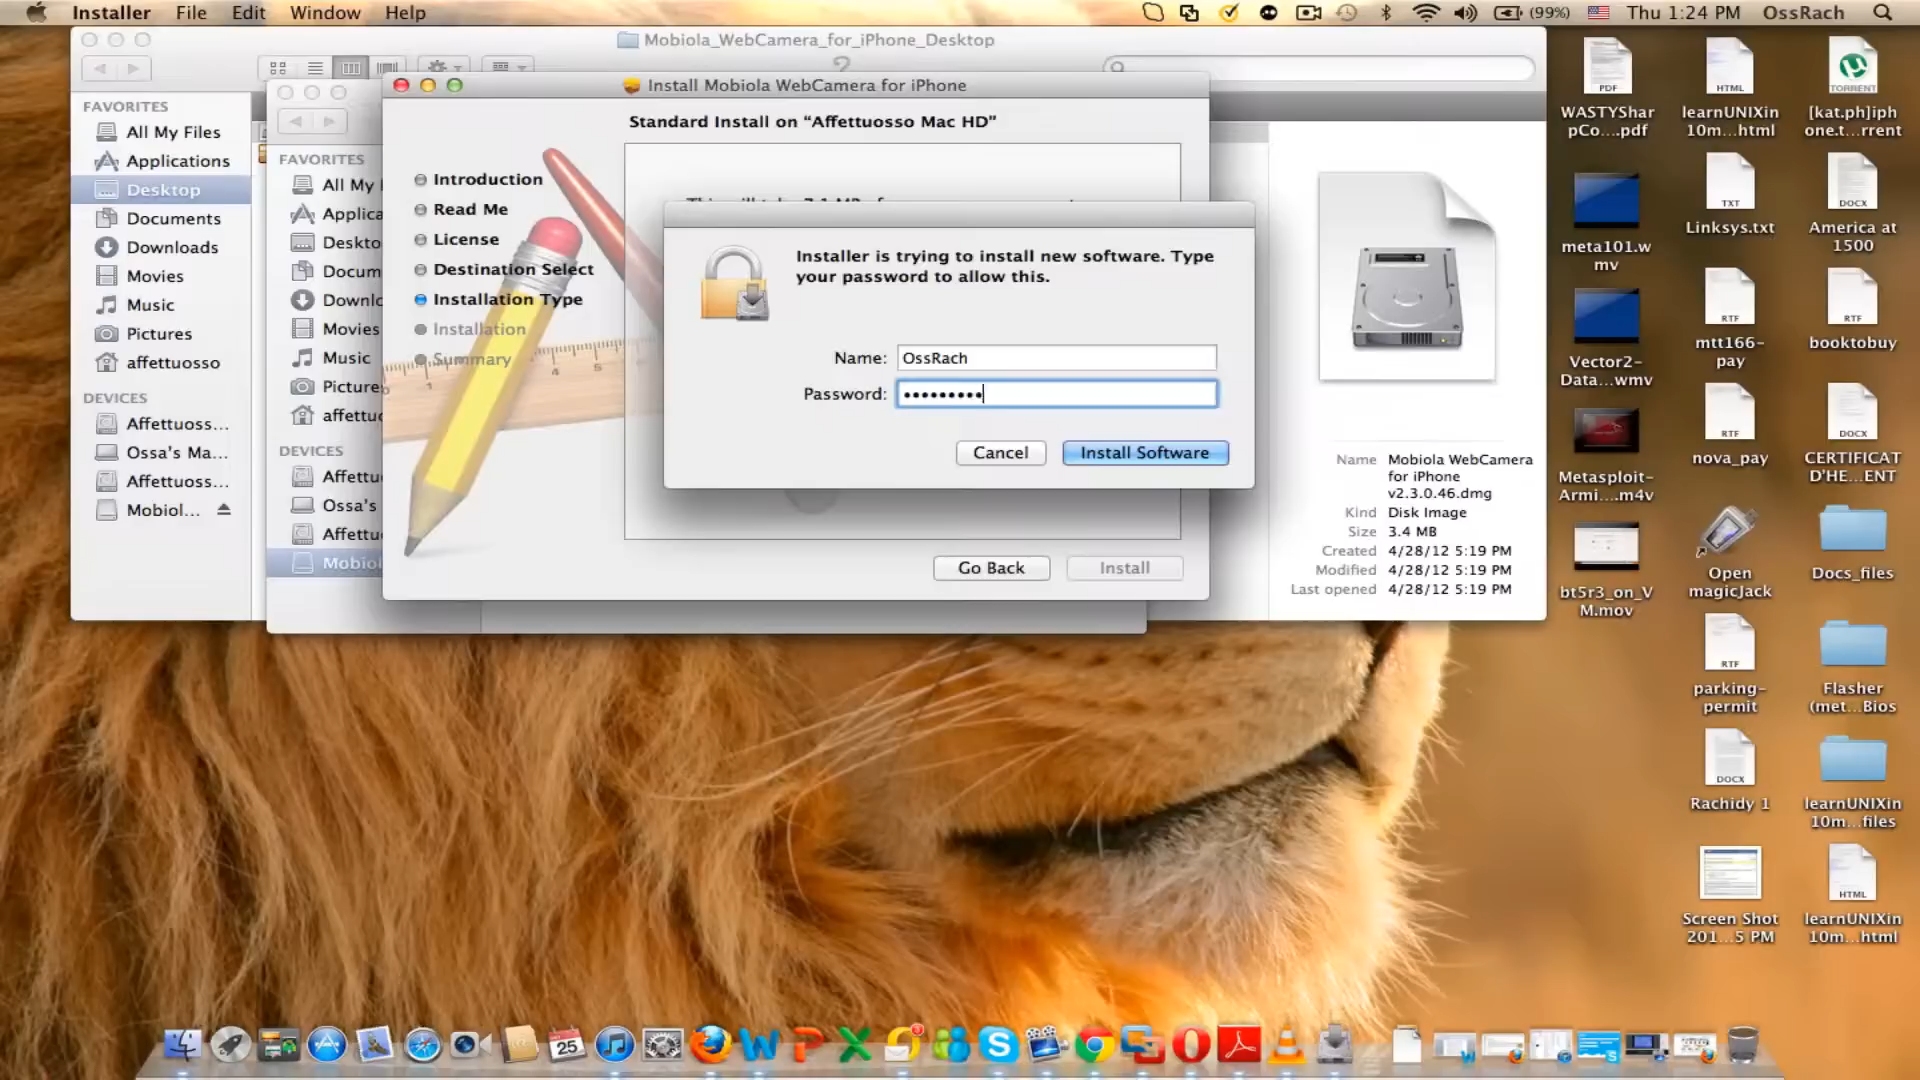 Installer File Edit Window Help
(99%) Thu 1:24 PM OssRach
Mobiola_WebCamera_for_iPhone_Desktop
FAVORITES
All My Files
Applications
Desktop
Documents
Downloads
Movies
Music
Pictures
affettuosso
DEVICES
Affettuoss...
Ossa's Ma...
Affettuoss...
Mobiol...
FAVORITES
All My
Applica
Deskto
Docum
Downlo
Movies
Music
Picture
affettuo
DEVICES
Affettu
Ossa's
Affettu
Mobiol
Install Mobiola WebCamera for iPhone
Standard Install on “Affettuosso Mac HD”
Introduction
Read Me
License
Destination Select
Installation Type
Installation
Summary
Installer is trying to install new software. Type
your password to allow this.
Name: OssRach
Password: •••••••••
Cancel Install Software
Go Back Install
Name Mobiola WebCamera
for iPhone
v2.3.0.46.dmg
Kind Disk Image
Size 3.4 MB
Created 4/28/12 5:19 PM
Modified 4/28/12 5:19 PM
Last opened 4/28/12 5:19 PM
PDF
WASTYShar
pCo....pdf
meta101.w
mv
Vector2-
Data...wmv
Metasploit-
Armi....m4v
bt5r3_on_V
M.mov
HTML
learnUNIXin
10m...html
TXT
Linksys.txt
RTF
mtt166-
pay
RTF
nova_pay
Open
magicJack
RTF
parking-
permit
DOCX
Rachidy 1
Screen Shot
201...5 PM
TORRENT
[kat.ph]iph
one.t...rrent
DOCX
America at
1500
RTF
booktobuy
DOCX
CERTIFICAT
D'HE...ENT
Docs_files
Flasher
(met...Bios
learnUNIXin
10m...files
HTML
learnUNIXin
10m...html
25